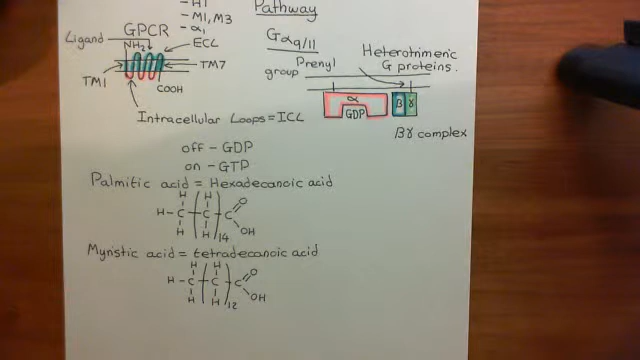 - H1
- M1, M3
- α1
Pathway
Gαq/11
Ligand
GPCR
NH2
ECL
TM1
TM7
COOH
Intracellular Loops = ICL
Prenyl
group
Heterotrimeric
G proteins.
α
GDP
β
γ
βγ complex
off - GDP
on - GTP
Palmitic acid = Hexadecanoic acid
H H O
H - C ( C ) C
H H 14 OH
Myristic acid = tetradecanoic acid
H H O
H - C ( C ) C
H H 12 OH